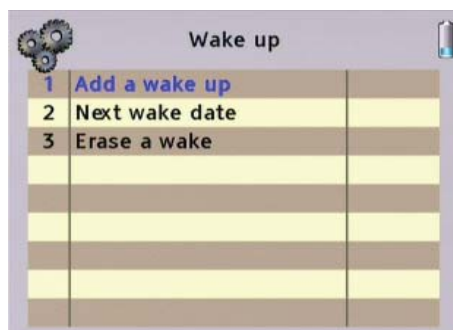 Wake up
1 Add a wake up
2 Next wake date
3 Erase a wake